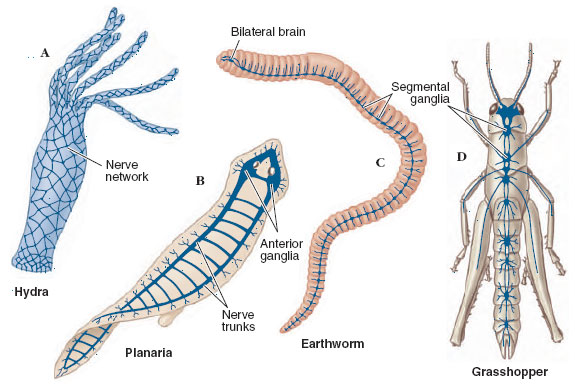 A
Nerve
network
Hydra
B
Anterior
ganglia
Nerve
trunks
Planaria
Bilateral brain
Segmental
ganglia
C
Earthworm
D
Grasshopper